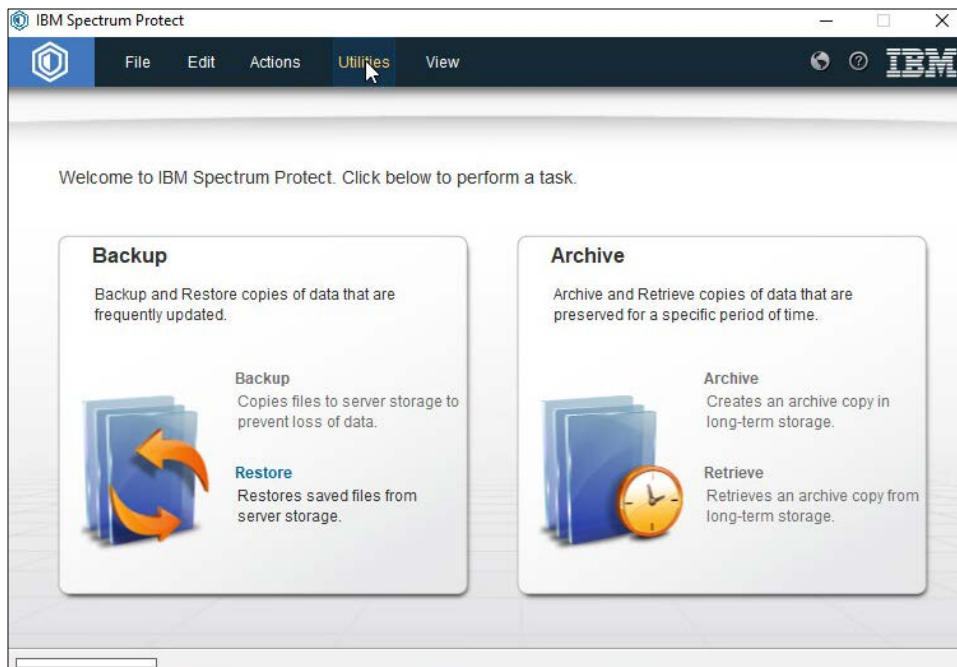 IBM Spectrum Protect
File Edit Actions Utilities View
IBM
Welcome to IBM Spectrum Protect. Click below to perform a task.
Backup
Backup and Restore copies of data that are
frequently updated.
Backup
Copies files to server storage to
prevent loss of data.
Restore
Restores saved files from
server storage.
Archive
Archive and Retrieve copies of data that are
preserved for a specific period of time.
Archive
Creates an archive copy in
long-term storage.
Retrieve
Retrieves an archive copy from
long-term storage.